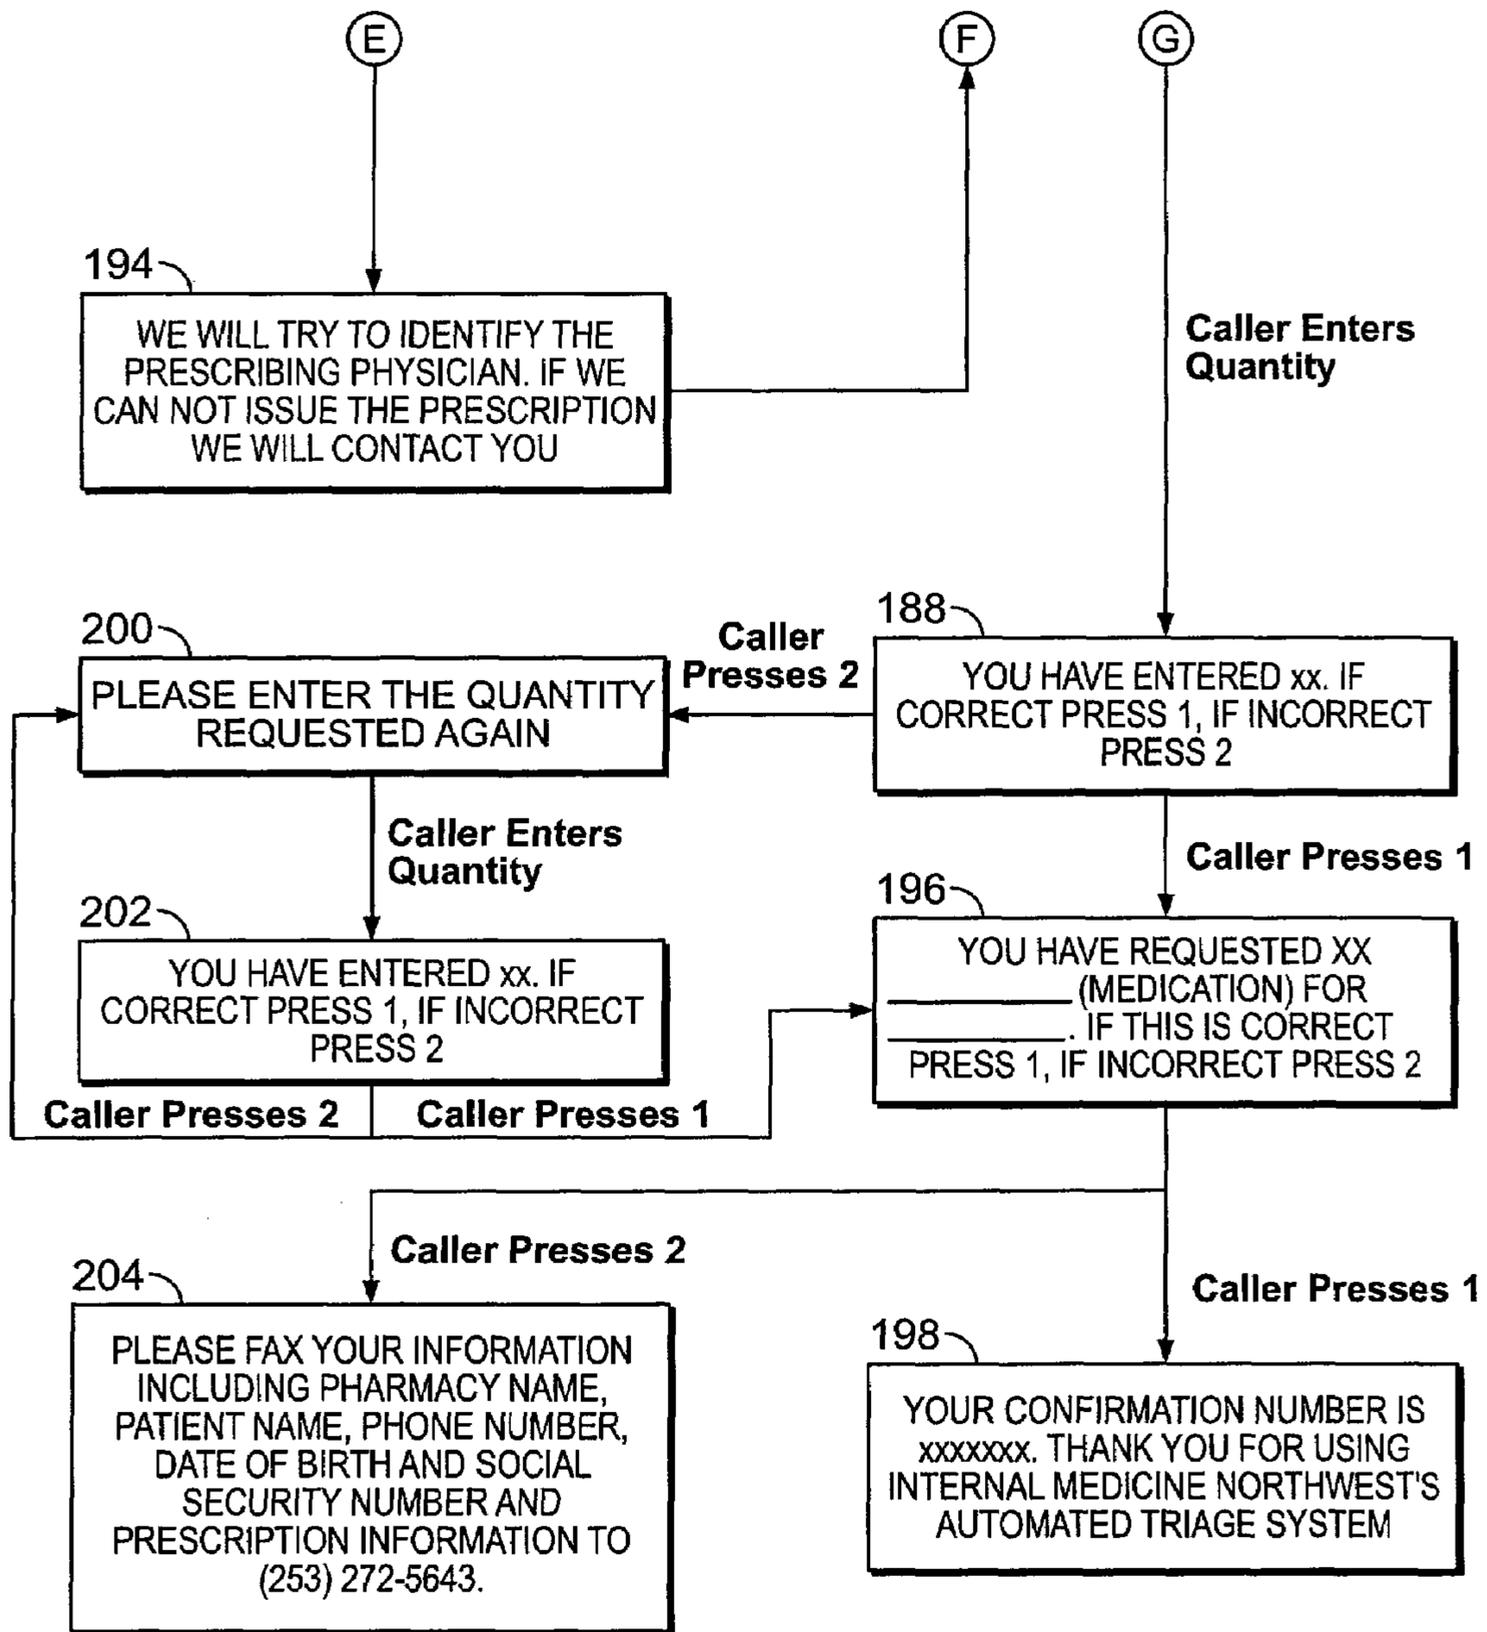 E
F
G
194
WE WILL TRY TO IDENTIFY THE
PRESCRIBING PHYSICIAN. IF WE
CAN NOT ISSUE THE PRESCRIPTION
WE WILL CONTACT YOU
Caller Enters
Quantity
200
PLEASE ENTER THE QUANTITY
REQUESTED AGAIN
Caller
Presses 2
188
YOU HAVE ENTERED xx. IF
CORRECT PRESS 1, IF INCORRECT
PRESS 2
Caller Enters
Quantity
Caller Presses 1
202
YOU HAVE ENTERED xx. IF
CORRECT PRESS 1, IF INCORRECT
PRESS 2
196
YOU HAVE REQUESTED XX
__________ (MEDICATION) FOR
__________. IF THIS IS CORRECT
PRESS 1, IF INCORRECT PRESS 2
Caller Presses 2
Caller Presses 1
Caller Presses 2
Caller Presses 1
204
PLEASE FAX YOUR INFORMATION
INCLUDING PHARMACY NAME,
PATIENT NAME, PHONE NUMBER,
DATE OF BIRTH AND SOCIAL
SECURITY NUMBER AND
PRESCRIPTION INFORMATION TO
(253) 272-5643.
198
YOUR CONFIRMATION NUMBER IS
xxxxxxx. THANK YOU FOR USING
INTERNAL MEDICINE NORTHWEST'S
AUTOMATED TRIAGE SYSTEM